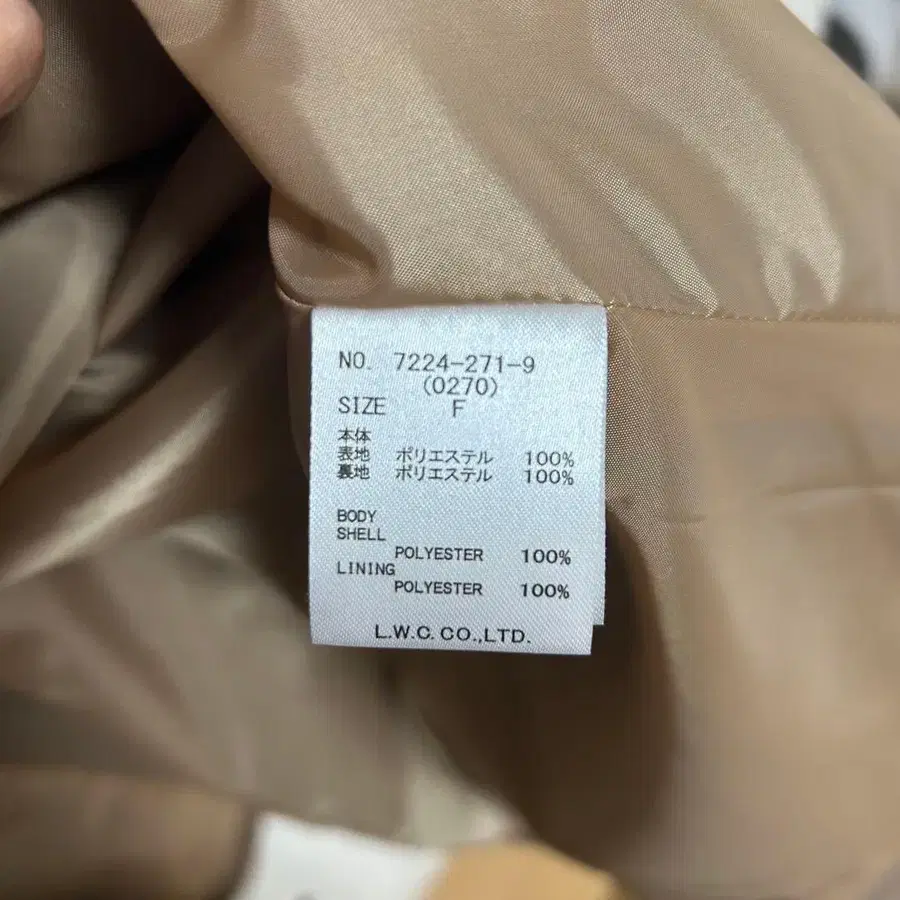 NO. 7224-271-9
(0270)
SIZE F
本体
表地 ポリエステル 100%
裏地 ポリエステル 100%
BODY
SHELL
POLYESTER 100%
LINING
POLYESTER 100%
L.W.C. CO.,LTD.